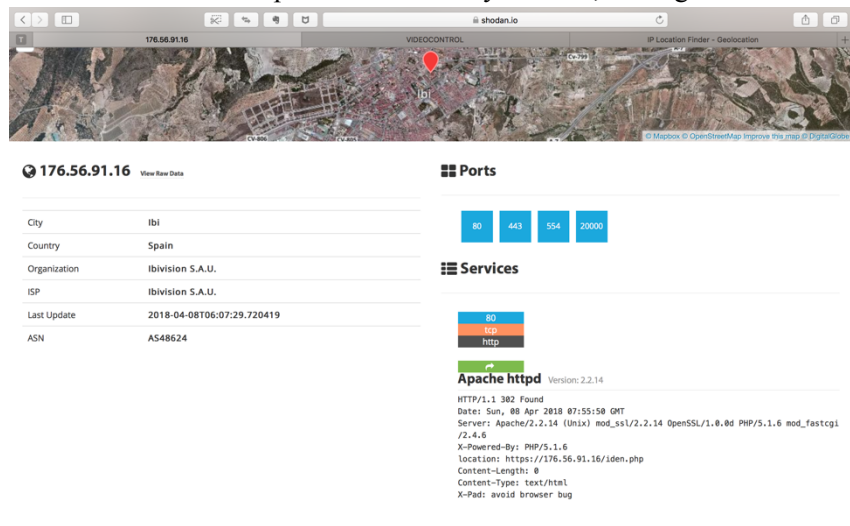 shodan.io
176.56.91.16
VIDEOCONTROL
IP Location Finder - Geolocation
CV-799
Ibi
CV-806
CV-805
© Mapbox © OpenStreetMap Improve this map © DigitalGlobe
176.56.91.16 View Raw Data
City Ibi
Country Spain
Organization Ibivision S.A.U.
ISP Ibivision S.A.U.
Last Update 2018-04-08T06:07:29.720419
ASN AS48624
Ports
80 443 554 20000
Services
80
tcp
http
Apache httpd Version: 2.2.14
HTTP/1.1 302 Found
Date: Sun, 08 Apr 2018 07:55:50 GMT
Server: Apache/2.2.14 (Unix) mod_ssl/2.2.14 OpenSSL/1.0.0d PHP/5.1.6 mod_fastcgi
/2.4.6
X-Powered-By: PHP/5.1.6
location: https://176.56.91.16/iden.php
Content-Length: 0
Content-Type: text/html
X-Pad: avoid browser bug